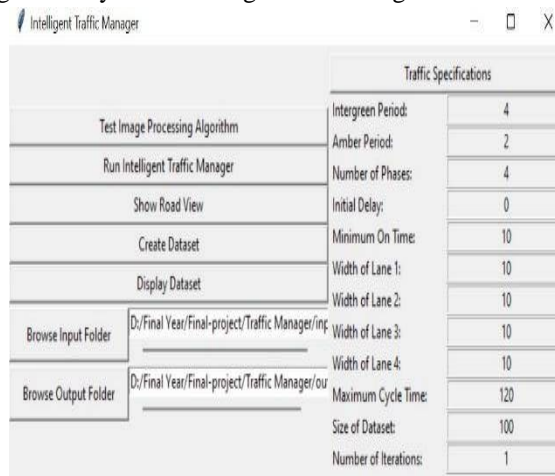 Intelligent Traffic Manager
Test Image Processing Algorithm
Run Intelligent Traffic Manager
Show Road View
Create Dataset
Display Dataset
Browse Input Folder
D:/Final Year/Final-project/Traffic Manager/inp
Browse Output Folder
D:/Final Year/Final-project/Traffic Manager/ou
Traffic Specifications
Intergreen Period: 4
Amber Period: 2
Number of Phases: 4
Initial Delay: 0
Minimum On Time: 10
Width of Lane 1: 10
Width of Lane 2: 10
Width of Lane 3: 10
Width of Lane 4: 10
Maximum Cycle Time: 120
Size of Dataset: 100
Number of Iterations: 1